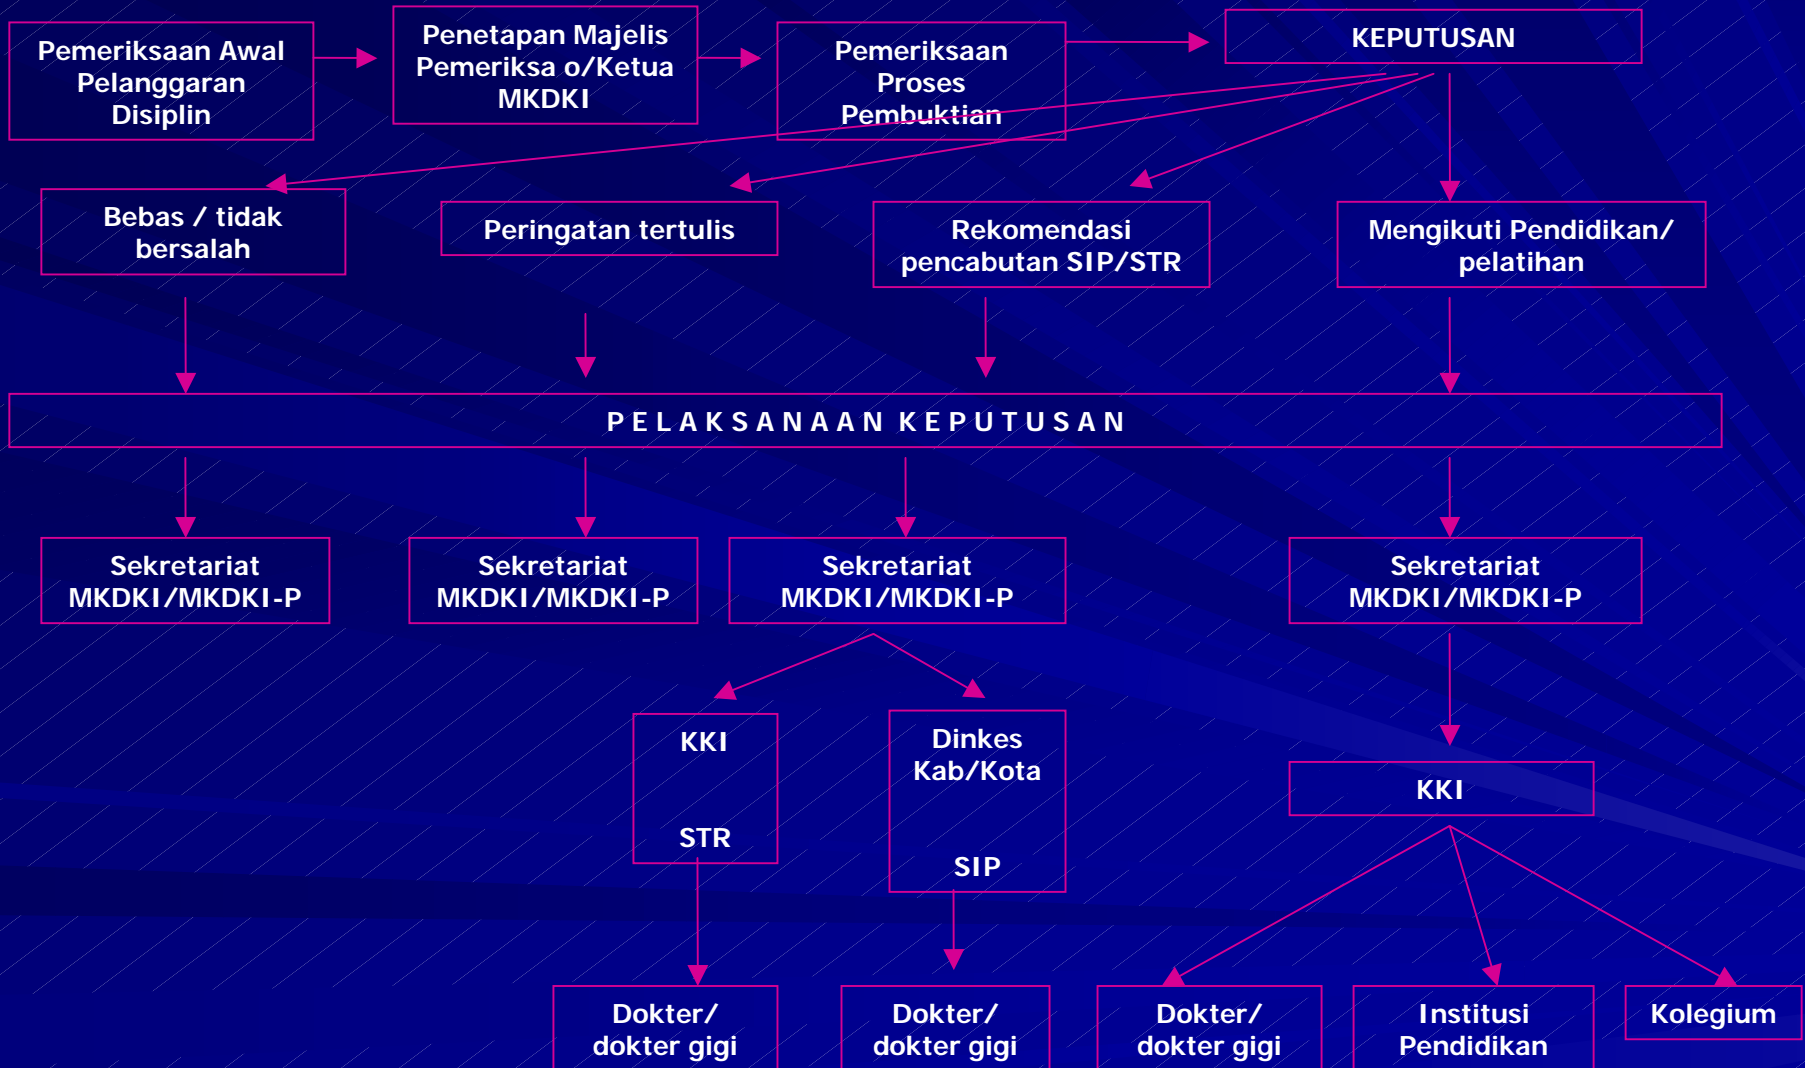 Pemeriksaan Awal
Pelanggaran
Disiplin
Penetapan Majelis
Pemeriksa o/Ketua
MKDKI
Pemeriksaan
Proses
Pembuktian
KEPUTUSAN
Bebas / tidak
bersalah
Peringatan tertulis
Rekomendasi
pencabutan SIP/STR
Mengikuti Pendidikan/
pelatihan
PELAKSANAAN KEPUTUSAN
Sekretariat
MKDKI/MKDKI-P
Sekretariat
MKDKI/MKDKI-P
Sekretariat
MKDKI/MKDKI-P
Sekretariat
MKDKI/MKDKI-P
KKI
STR
Dinkes
Kab/Kota
SIP
KKI
Dokter/
dokter gigi
Dokter/
dokter gigi
Dokter/
dokter gigi
Institusi
Pendidikan
Kolegium